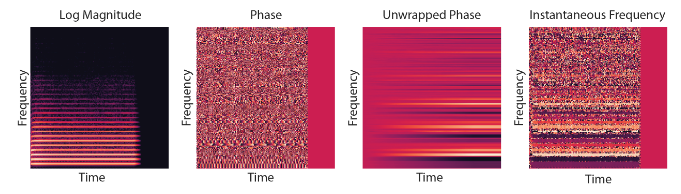 Log Magnitude
Frequency
Time
Phase
Frequency
Time
Unwrapped Phase
Frequency
Time
Instantaneous Frequency
Frequency
Time